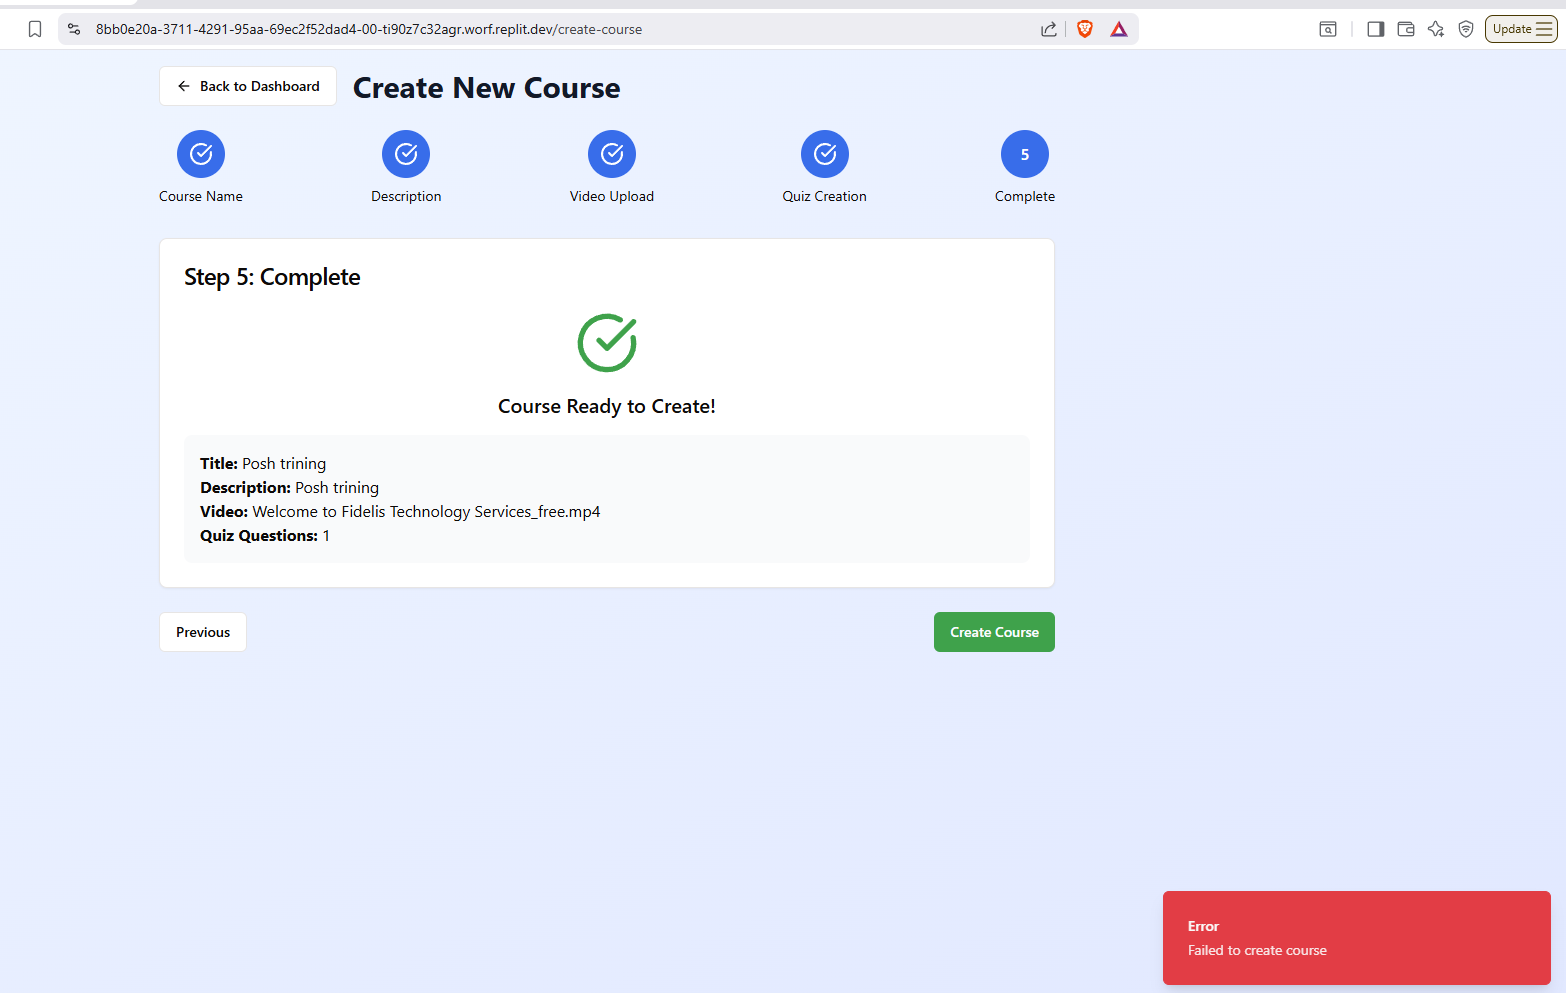 8bb0e20a-3711-4291-95aa-69ec2f52dad4-00-ti90z7c32agr.worf.replit.dev/create-course
Update
Back to Dashboard
Create New Course
5
Course Name
Description
Video Upload
Quiz Creation
Complete
Step 5: Complete
Course Ready to Create!
Title: Posh trining
Description: Posh trining
Video: Welcome to Fidelis Technology Services_free.mp4
Quiz Questions: 1
Previous
Create Course
Error
Failed to create course